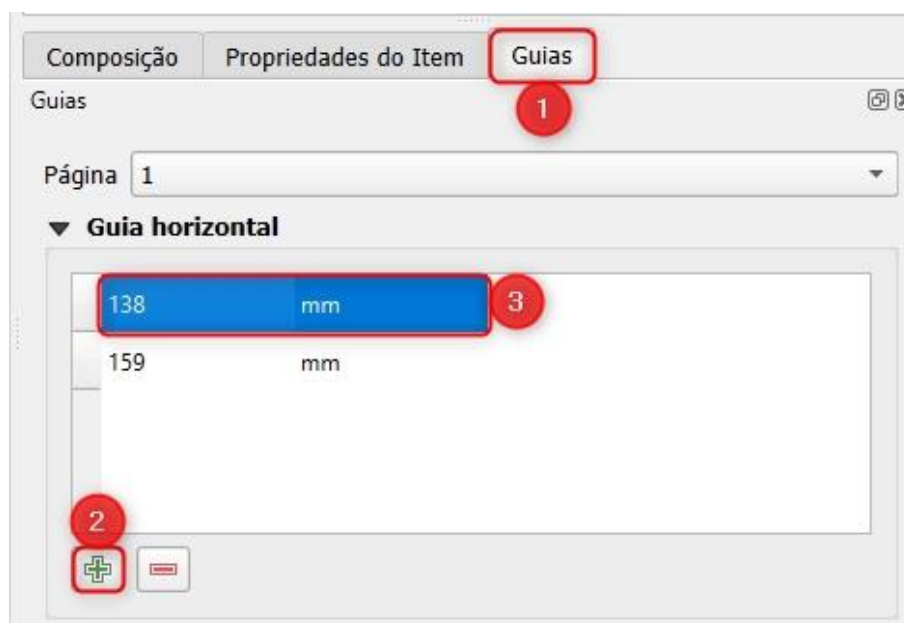 Composição Propriedades do Item Guias
1
Guias
Página 1
Guia horizontal
138 mm 3
159 mm
2